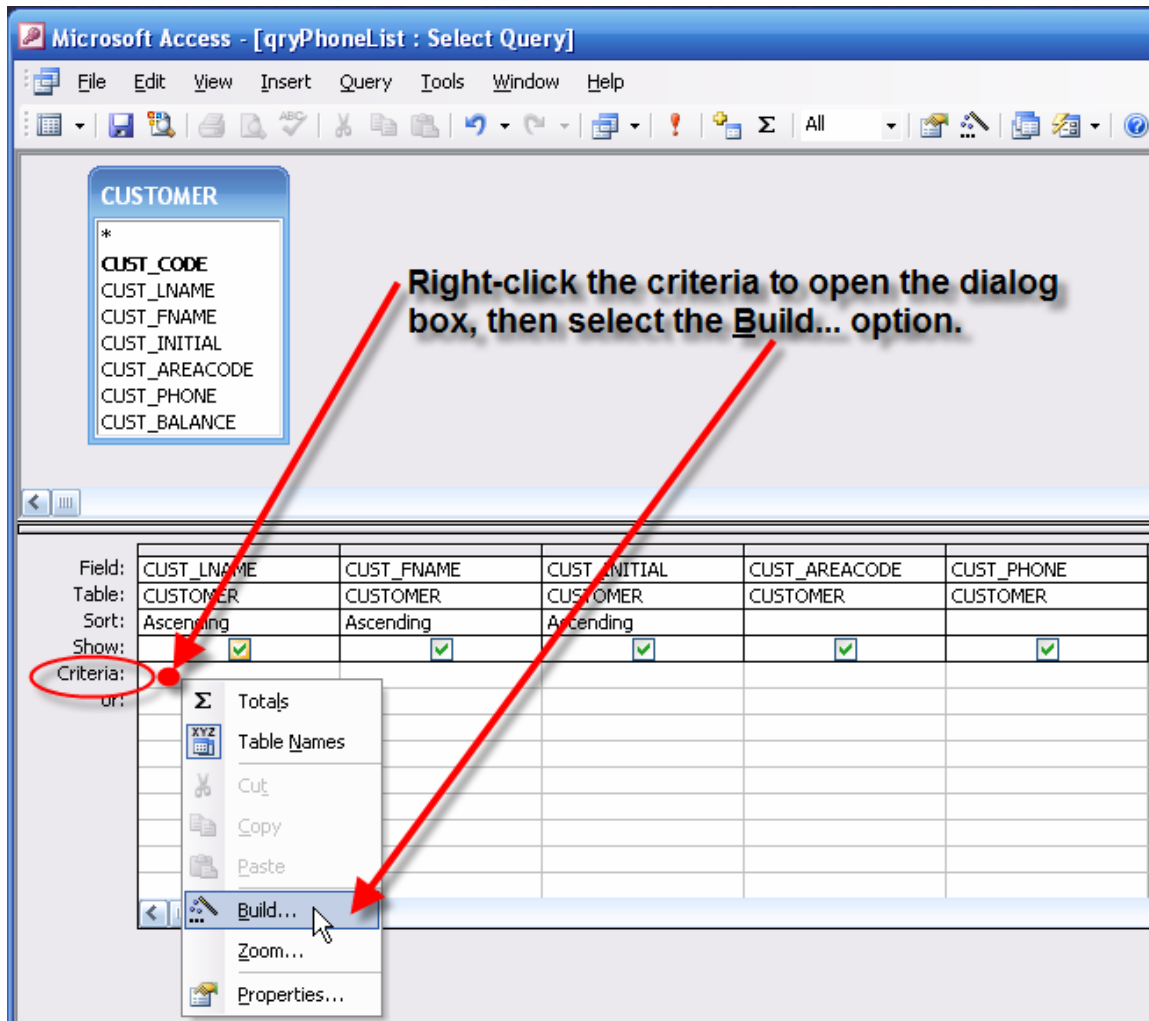 Microsoft Access - [qryPhoneList : Select Query]
File Edit View Insert Query Tools Window Help
ABC Σ All
CUSTOMER
*
CUST_CODE
CUST_LNAME
CUST_FNAME
CUST_INITIAL
CUST_AREACODE
CUST_PHONE
CUST_BALANCE
Right-click the criteria to open the dialog
box, then select the Build... option.
Field: CUST_LNAME CUST_FNAME CUST_INITIAL CUST_AREACODE CUST_PHONE
Table: CUSTOMER CUSTOMER CUSTOMER CUSTOMER CUSTOMER
Sort: Ascending Ascending Ascending
Show:
Criteria:
or:
Σ Totals
XYZ Table Names
Cut
Copy
Paste
Build...
Zoom...
Properties...